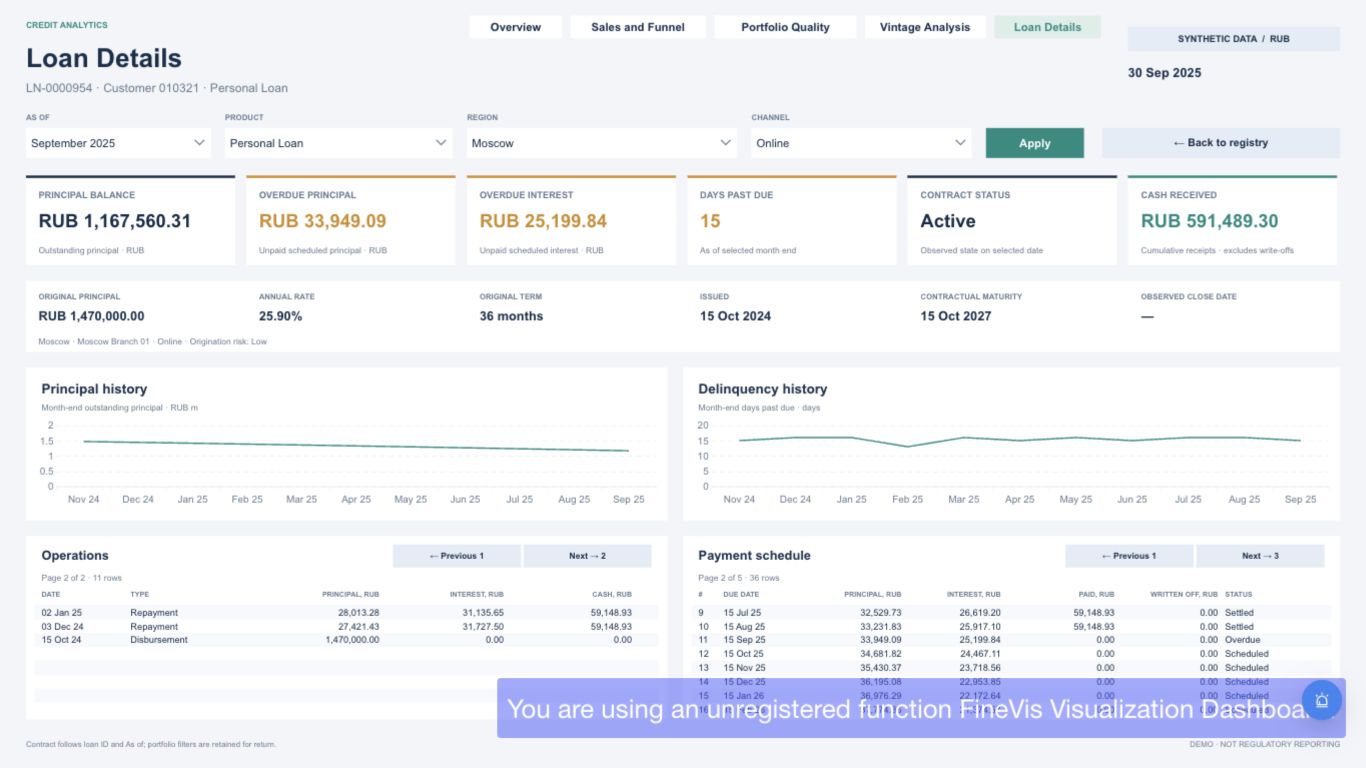 CREDIT ANALYTICS
Overview Sales and Funnel Portfolio Quality Vintage Analysis Loan Details
SYNTHETIC DATA / RUB
Loan Details
30 Sep 2025
LN-0000954 · Customer 010321 · Personal Loan
AS OF PRODUCT REGION CHANNEL
September 2025 Personal Loan Moscow Online Apply ← Back to registry
PRINCIPAL BALANCE OVERDUE PRINCIPAL OVERDUE INTEREST DAYS PAST DUE CONTRACT STATUS CASH RECEIVED
RUB 1,167,560.31 RUB 33,949.09 RUB 25,199.84 15 Active RUB 591,489.30
Outstanding principal · RUB Unpaid scheduled principal · RUB Unpaid scheduled interest · RUB As of selected month end Observed state on selected date Cumulative receipts · excludes write-offs
ORIGINAL PRINCIPAL ANNUAL RATE ORIGINAL TERM ISSUED CONTRACTUAL MATURITY OBSERVED CLOSE DATE
RUB 1,470,000.00 25.90% 36 months 15 Oct 2024 15 Oct 2027 —
Moscow · Moscow Branch 01 · Online · Origination risk: Low
Principal history
Month-end outstanding principal · RUB m
2
1.5
1
0.5
0
Nov 24 Dec 24 Jan 25 Feb 25 Mar 25 Apr 25 May 25 Jun 25 Jul 25 Aug 25 Sep 25
Delinquency history
Month-end days past due · days
20
15
10
5
0
Nov 24 Dec 24 Jan 25 Feb 25 Mar 25 Apr 25 May 25 Jun 25 Jul 25 Aug 25 Sep 25
Operations ← Previous 1 Next → 2
Page 2 of 2 · 11 rows
DATE TYPE PRINCIPAL, RUB INTEREST, RUB CASH, RUB
02 Jan 25 Repayment 28,013.28 31,135.65 59,148.93
03 Dec 24 Repayment 27,421.43 31,727.50 59,148.93
15 Oct 24 Disbursement 1,470,000.00 0.00 0.00
Payment schedule ← Previous 1 Next → 3
Page 2 of 5 · 36 rows
# DUE DATE PRINCIPAL, RUB INTEREST, RUB PAID, RUB WRITTEN OFF, RUB STATUS
9 15 Jul 25 32,529.73 26,619.20 59,148.93 0.00 Settled
10 15 Aug 25 33,231.83 25,917.10 59,148.93 0.00 Settled
11 15 Sep 25 33,949.09 25,199.84 0.00 0.00 Overdue
12 15 Oct 25 34,681.82 24,467.11 0.00 0.00 Scheduled
13 15 Nov 25 35,430.37 23,718.56 0.00 0.00 Scheduled
14 15 Dec 25 36,195.08 22,953.85 0.00 0.00 Scheduled
15 15 Jan 26 36,976.29 22,172.64 0.00 0.00 Scheduled
You are using an unregistered function FineVis Visualization
Contract follows loan ID and As of; portfolio filters are retained for return.
DEMO · NOT REGULATORY REPORTING